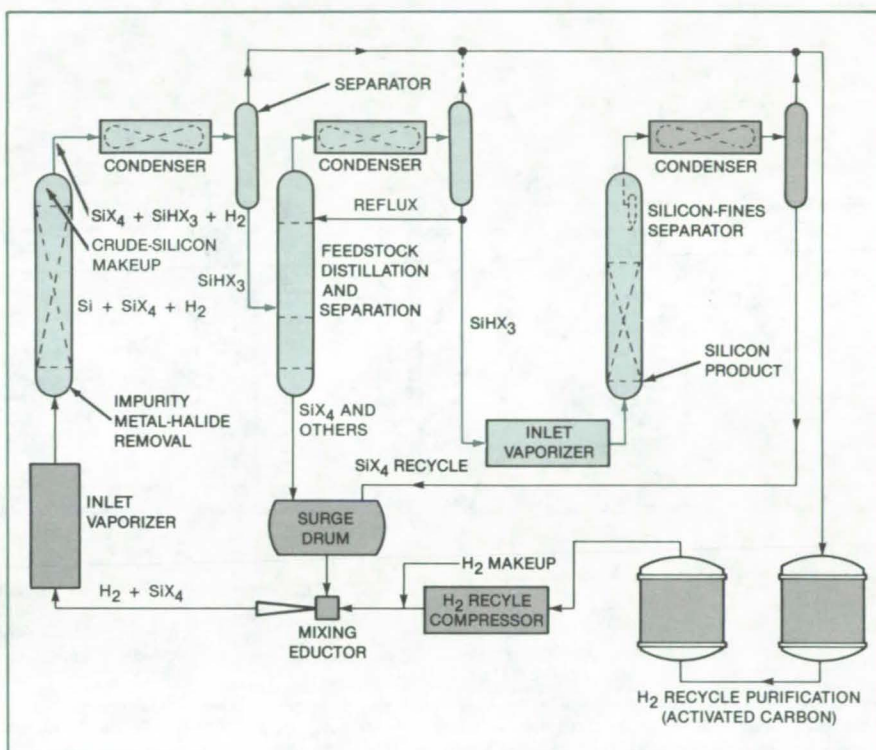 SEPARATOR
CONDENSER
CONDENSER
CONDENSER
SiX₄ + SiHX₃ + H₂
CRUDE-SILICON
MAKEUP
REFLUX
SILICON-FINES
SEPARATOR
SiHX₃
FEEDSTOCK
DISTILLATION
AND
SEPARATION
Si + SiX₄ + H₂
SiHX₃
SILICON
PRODUCT
IMPURITY
METAL-HALIDE
REMOVAL
SiX₄ AND
OTHERS
INLET
VAPORIZER
SiX₄ RECYCLE
INLET
VAPORIZER
SURGE
DRUM
H₂ MAKEUP
H₂ + SiX₄
H₂ RECYLE
COMPRESSOR
MIXING
EDUCTOR
H₂ RECYCLE PURIFICATION
(ACTIVATED CARBON)